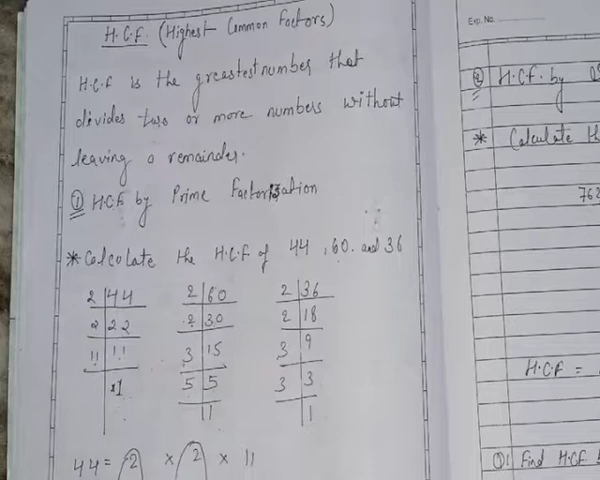 H.C.F. (Highest Common Factors)
H.C.F is the greastest number that
divides two or more numbers without
leaving a remainder.
① H.C.F. by Prime Factorisation
* Calculate the H.C.F of 44, 60. and 36
2 | 44   2 | 60   2 | 36
2 | 22   2 | 30   2 | 18
11 | 11   3 | 15   3 | 9
1   5 | 5   3 | 3
1   1
44 = 2 × 2 × 11
Exp. No.
② H.C.F. by
* Calculate
762
H.C.F =
Q1 Find H.C.F